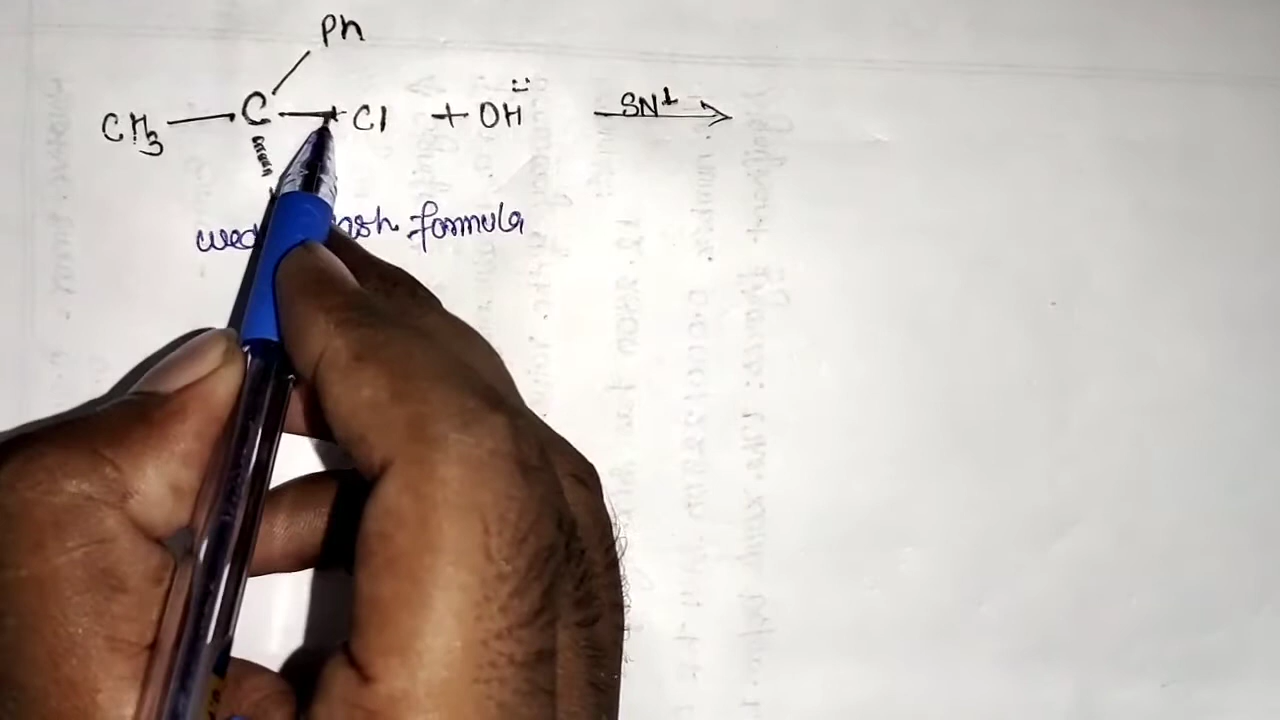 Ph
CH3 — C — Cl + OH⁻ SN1
formula